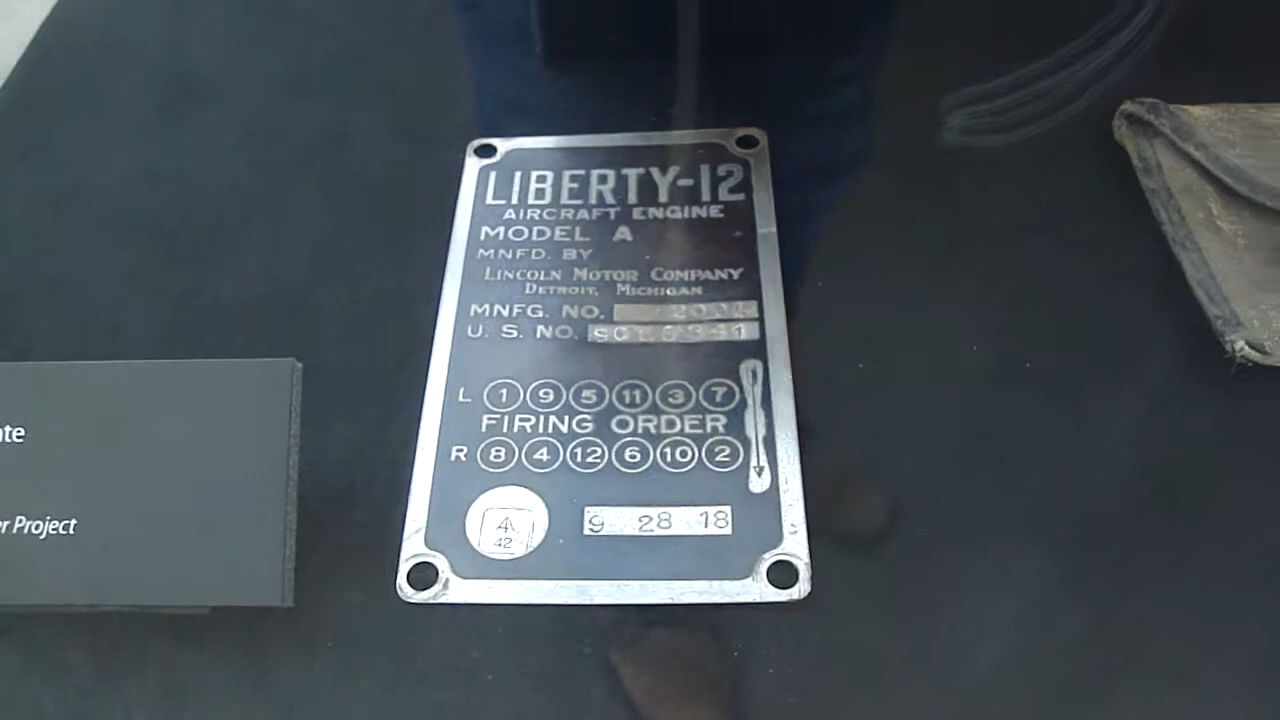 LIBERTY-12
AIRCRAFT ENGINE
MODEL A
MNFD. BY
LINCOLN MOTOR COMPANY
DETROIT, MICHIGAN
MNFG. NO.
U. S. NO.
L 1 9 5 11 3 7
FIRING ORDER
R 8 4 12 6 10 2
4
42
9 28 18
Project